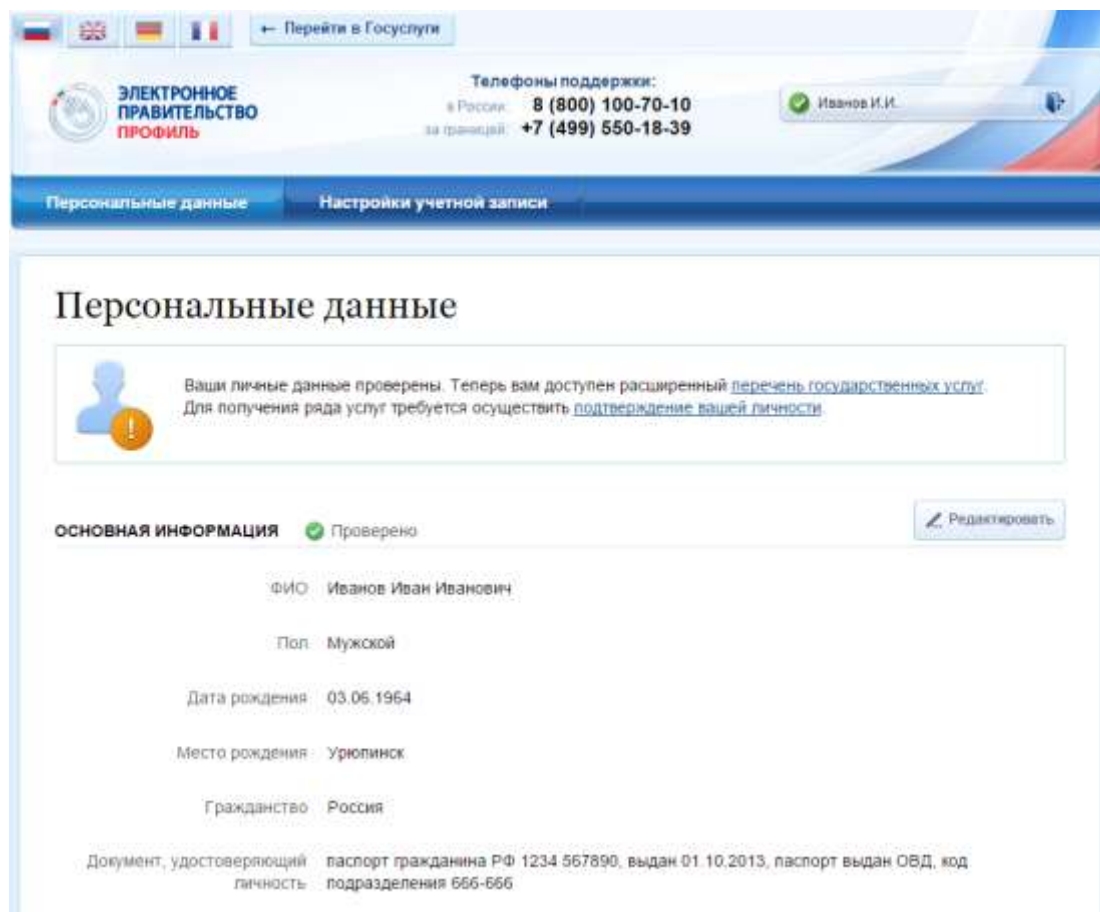 ← Перейти в Госуслуги
ЭЛЕКТРОННОЕ
ПРАВИТЕЛЬСТВО
ПРОФИЛЬ
Телефоны поддержки:
в России: 8 (800) 100-70-10
за границей: +7 (499) 550-18-39
Иванов И.И.
Персональные данные
Настройки учетной записи
Персональные данные
Ваши личные данные проверены. Теперь вам доступен расширенный перечень государственных услуг.
Для получения ряда услуг требуется осуществить подтверждение вашей личности.
ОСНОВНАЯ ИНФОРМАЦИЯ Проверено
Редактировать
ФИО Иванов Иван Иванович
Пол Мужской
Дата рождения 03.06.1964
Место рождения Урюпинск
Гражданство Россия
Документ, удостоверяющий паспорт гражданина РФ 1234 567890, выдан 01.10.2013, паспорт выдан ОВД, код
личность подразделения 666-666